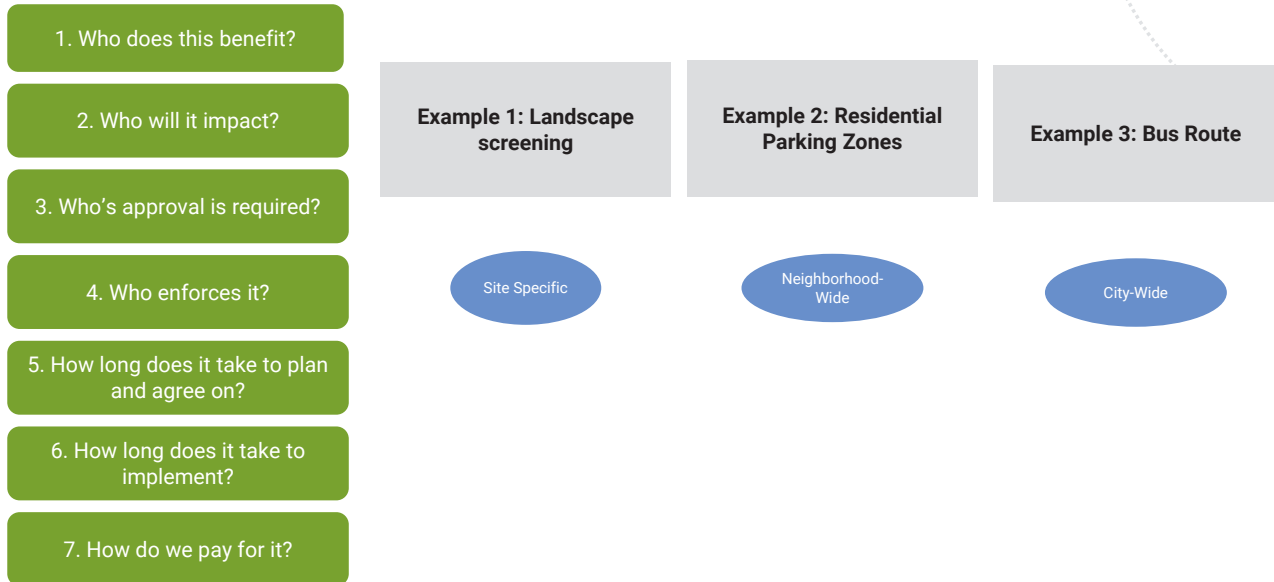 1. Who does this benefit?
2. Who will it impact?
3. Who's approval is required?
4. Who enforces it?
5. How long does it take to plan
and agree on?
6. How long does it take to
implement?
7. How do we pay for it?
Example 1: Landscape
screening
Site Specific
Example 2: Residential
Parking Zones
Neighborhood-
Wide
Example 3: Bus Route
City-Wide